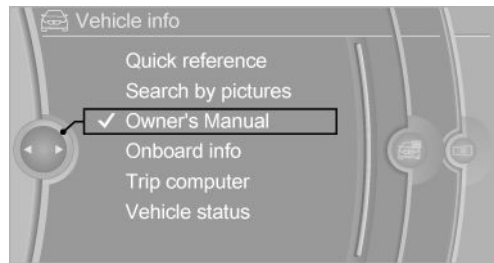 Vehicle info
Quick reference
Search by pictures
Owner's Manual
Onboard info
Trip computer
Vehicle status